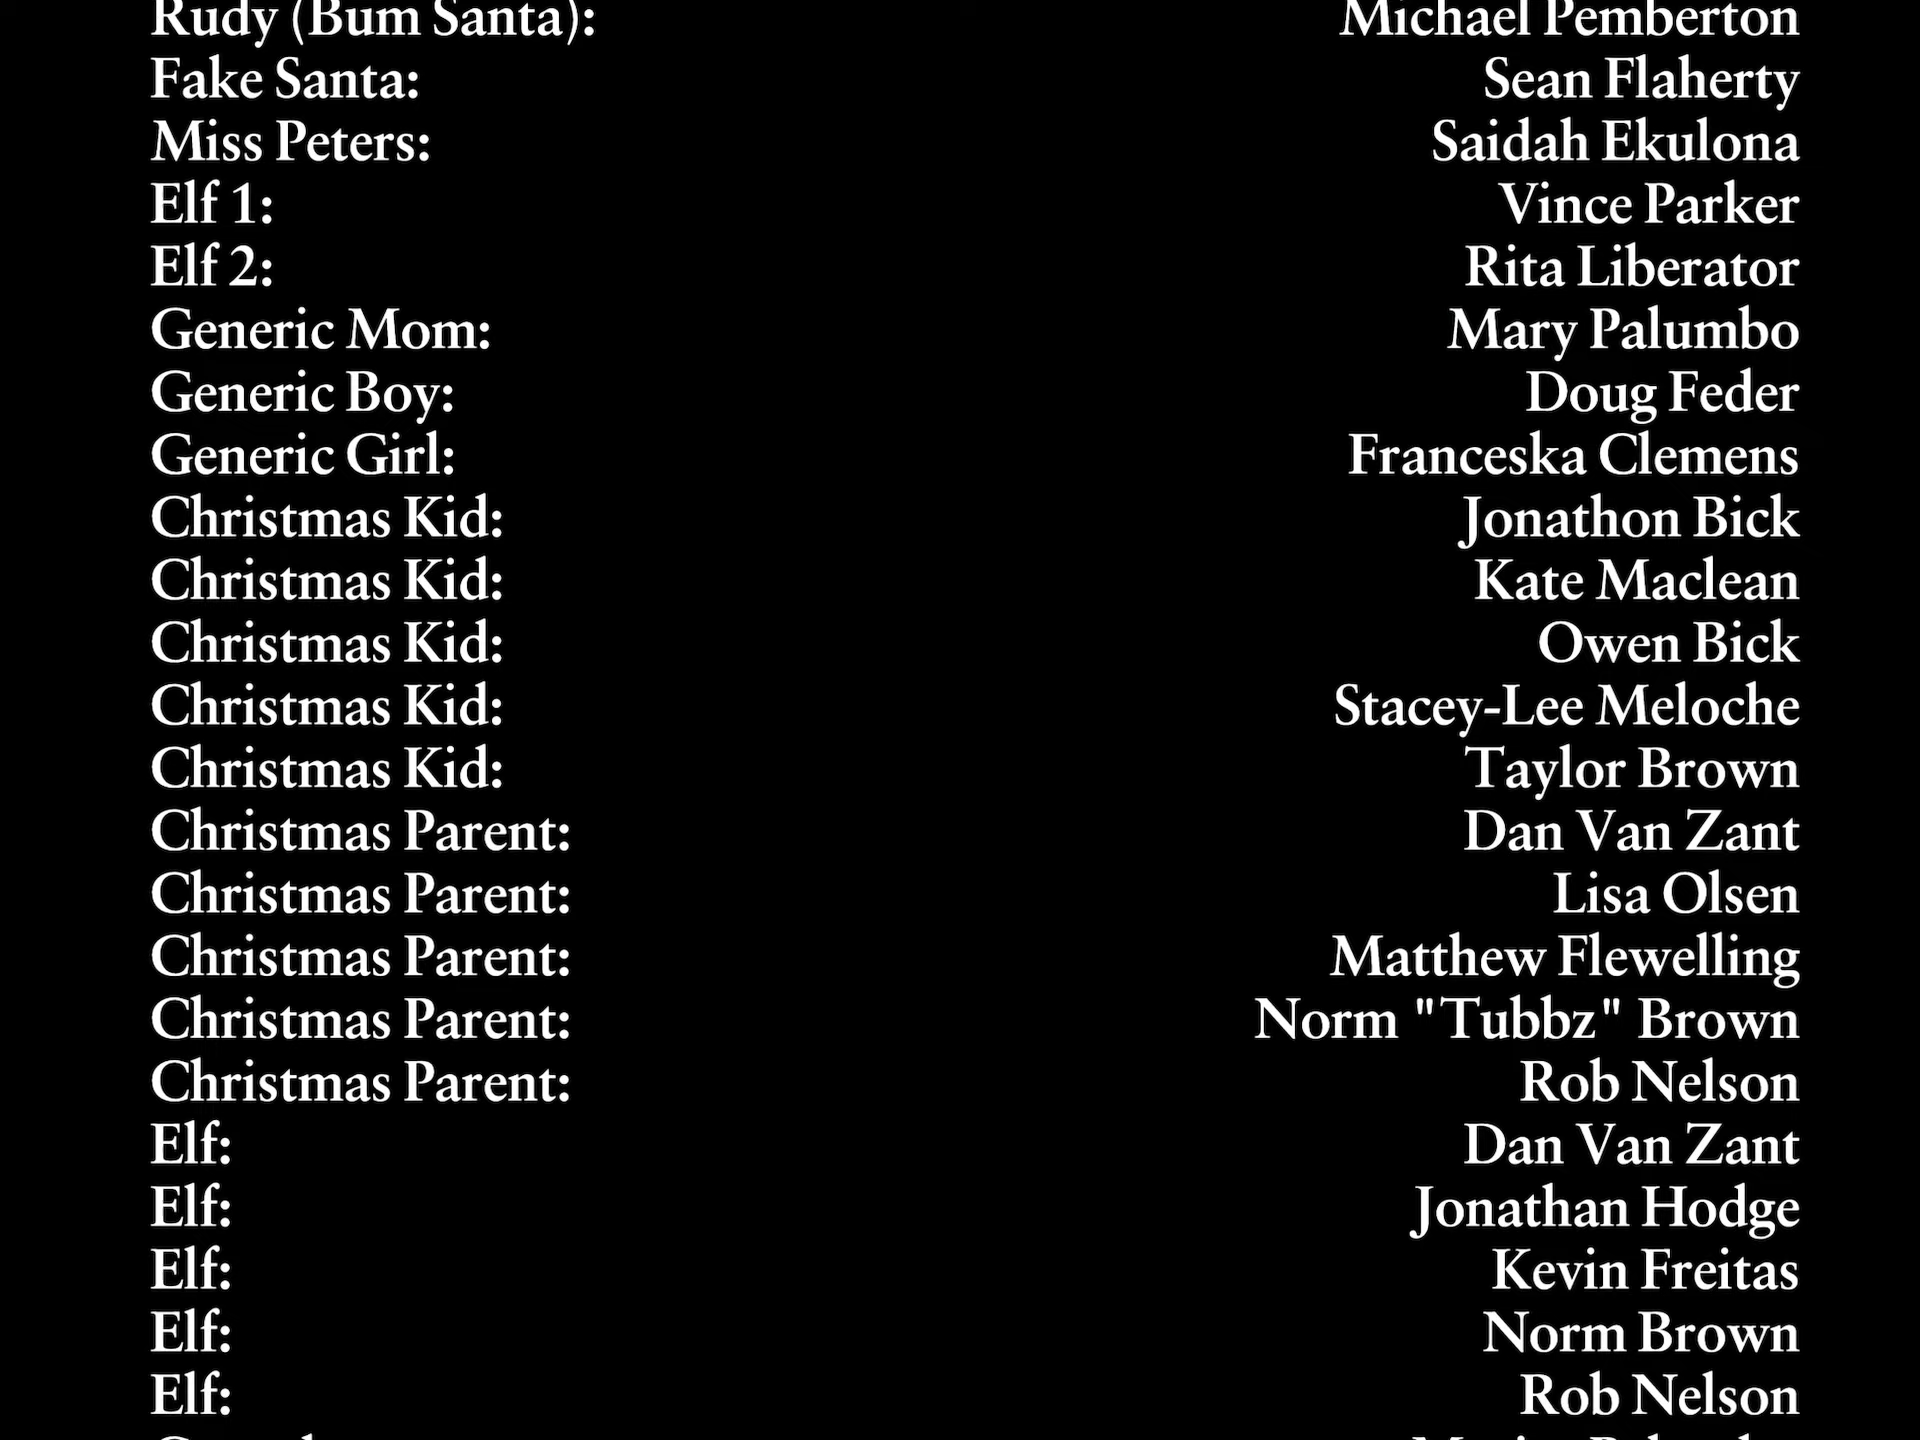 Rudy (Bum Santa): Michael Pemberton
Fake Santa: Sean Flaherty
Miss Peters: Saidah Ekulona
Elf 1: Vince Parker
Elf 2: Rita Liberator
Generic Mom: Mary Palumbo
Generic Boy: Doug Feder
Generic Girl: Franceska Clemens
Christmas Kid: Jonathon Bick
Christmas Kid: Kate Maclean
Christmas Kid: Owen Bick
Christmas Kid: Stacey-Lee Meloche
Christmas Kid: Taylor Brown
Christmas Parent: Dan Van Zant
Christmas Parent: Lisa Olsen
Christmas Parent: Matthew Flewelling
Christmas Parent: Norm "Tubbz" Brown
Christmas Parent: Rob Nelson
Elf: Dan Van Zant
Elf: Jonathan Hodge
Elf: Kevin Freitas
Elf: Norm Brown
Elf: Rob Nelson